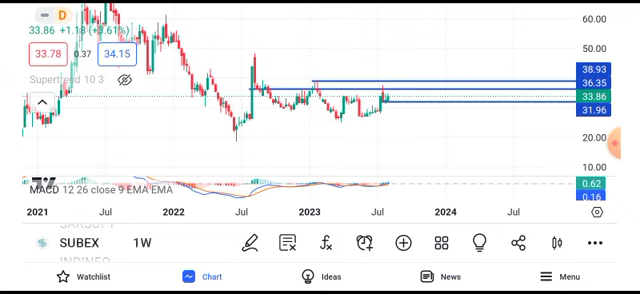 D
33.86 +1.18 (+3.61%)
33.78 0.37 34.15
Supertrend 10 3
60.00
50.00
38.93
36.35
33.86
31.96
20.00
10.00
MACD 12 26 close 9 EMA EMA
0.62
0.16
2021 Jul 2022 Jul 2023 Jul 2024 Jul
SUBEX 1W
Watchlist Chart Ideas News Menu